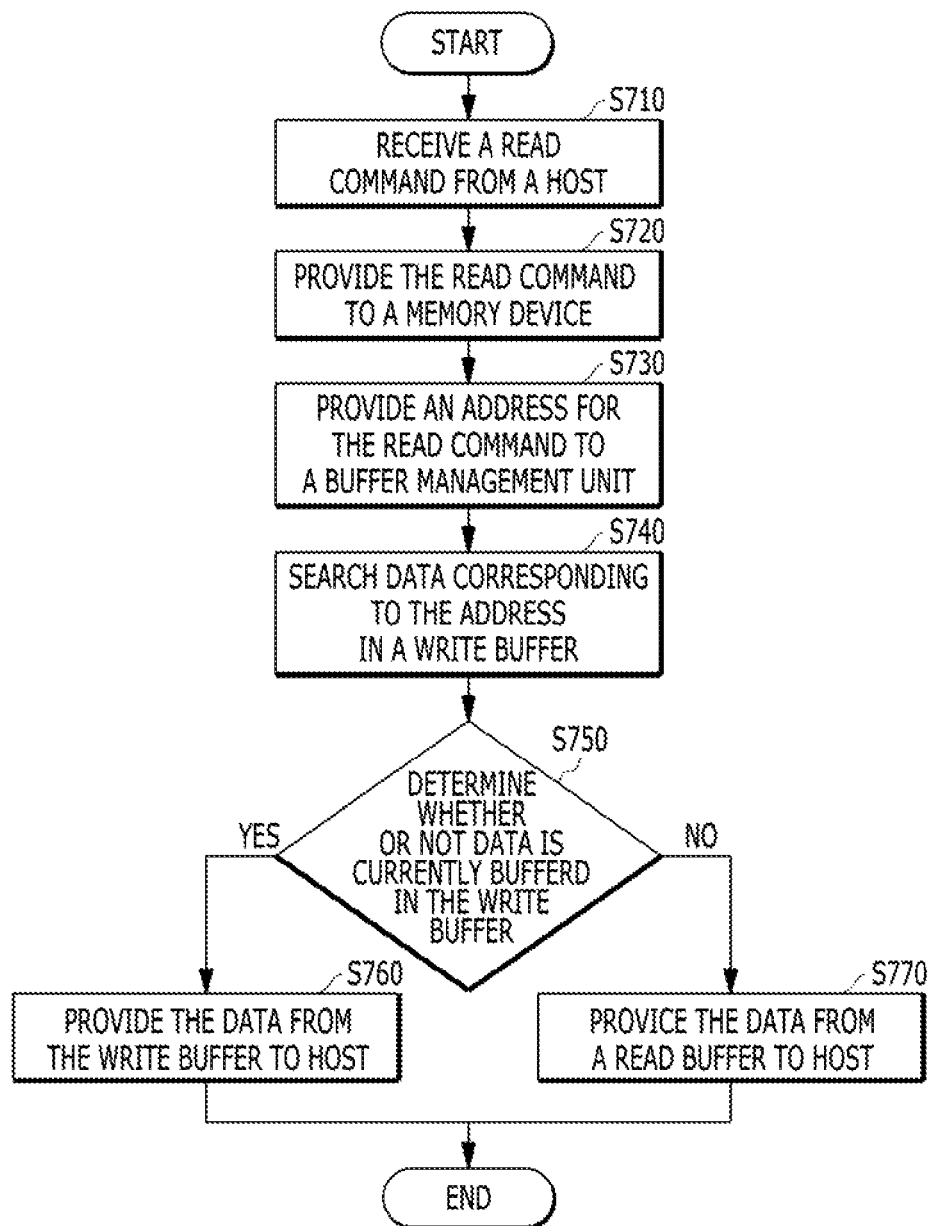 START
S710
RECEIVE A READ
COMMAND FROM A HOST
S720
PROVIDE THE READ COMMAND
TO A MEMORY DEVICE
S730
PROVIDE AN ADDRESS FOR
THE READ COMMAND TO
A BUFFER MANAGEMENT UNIT
S740
SEARCH DATA CORRESPONDING
TO THE ADDRESS
IN A WRITE BUFFER
S750
DETERMINE
WHETHER
OR NOT DATA IS
CURRENTLY BUFFERD
IN THE WRITE
BUFFER
YES
NO
S760
PROVIDE THE DATA FROM
THE WRITE BUFFER TO HOST
S770
PROVICE THE DATA FROM
A READ BUFFER TO HOST
END